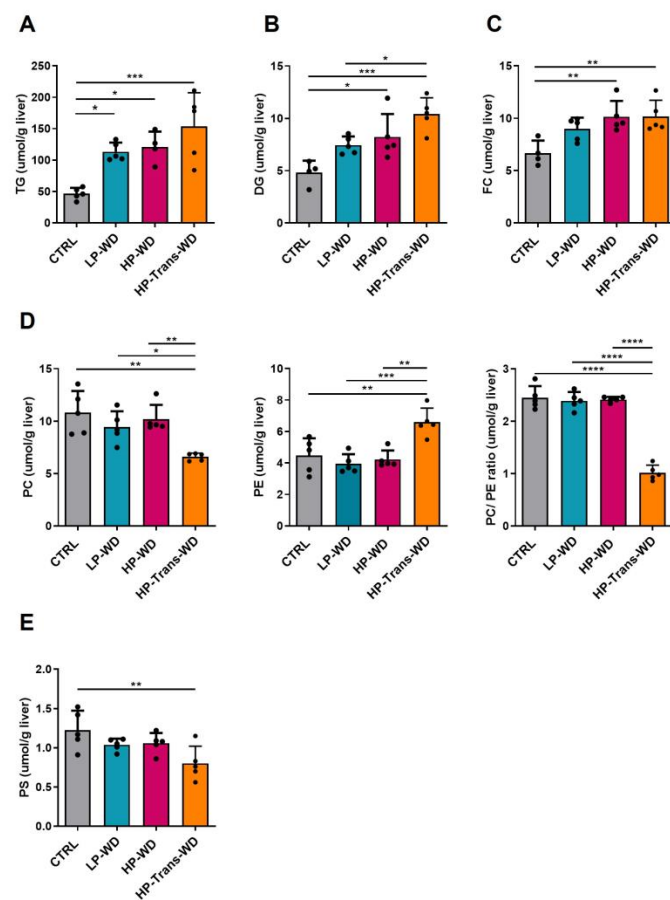 A
TG (umol/g liver)
250
200
150
100
50
0
***
*
*
CTRL
LP-WD
HP-WD
HP-Trans-WD
B
DG (umol/g liver)
15
10
5
0
*
***
*
CTRL
LP-WD
HP-WD
HP-Trans-WD
C
FC (umol/g liver)
15
10
5
0
**
**
CTRL
LP-WD
HP-WD
HP-Trans-WD
D
PC (umol/g liver)
15
10
5
0
**
*
**
CTRL
LP-WD
HP-WD
HP-Trans-WD
PE (umol/g liver)
10
8
6
4
2
0
**
***
**
CTRL
LP-WD
HP-WD
HP-Trans-WD
PC/ PE ratio (umol/g liver)
3
2
1
0
****
****
****
CTRL
LP-WD
HP-WD
HP-Trans-WD
E
PS (umol/g liver)
2.0
1.5
1.0
0.5
0.0
**
CTRL
LP-WD
HP-WD
HP-Trans-WD